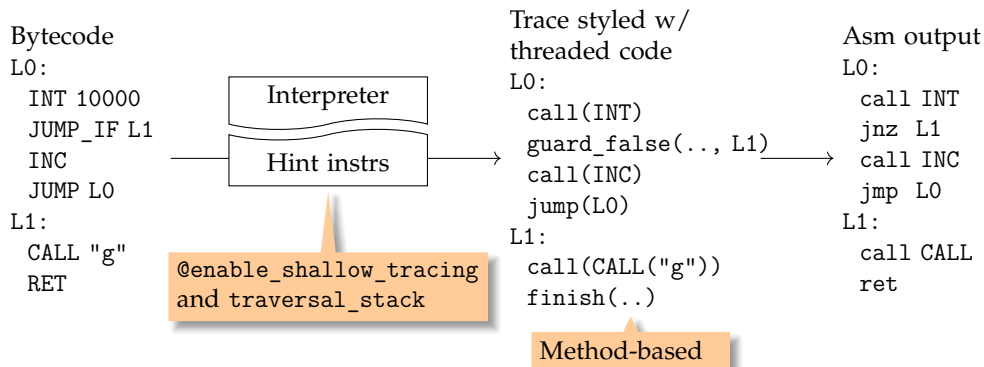 Bytecode
L0:
INT 10000
JUMP_IF L1
INC
JUMP L0
L1:
CALL "g"
RET
Interpreter
Hint instrs
@enable_shallow_tracing
and traversal_stack
Trace styled w/
threaded code
L0:
call(INT)
guard_false(.., L1)
call(INC)
jump(L0)
L1:
call(CALL("g"))
finish(..)
Method-based
Asm output
L0:
call INT
jnz L1
call INC
jmp L0
L1:
call CALL
ret